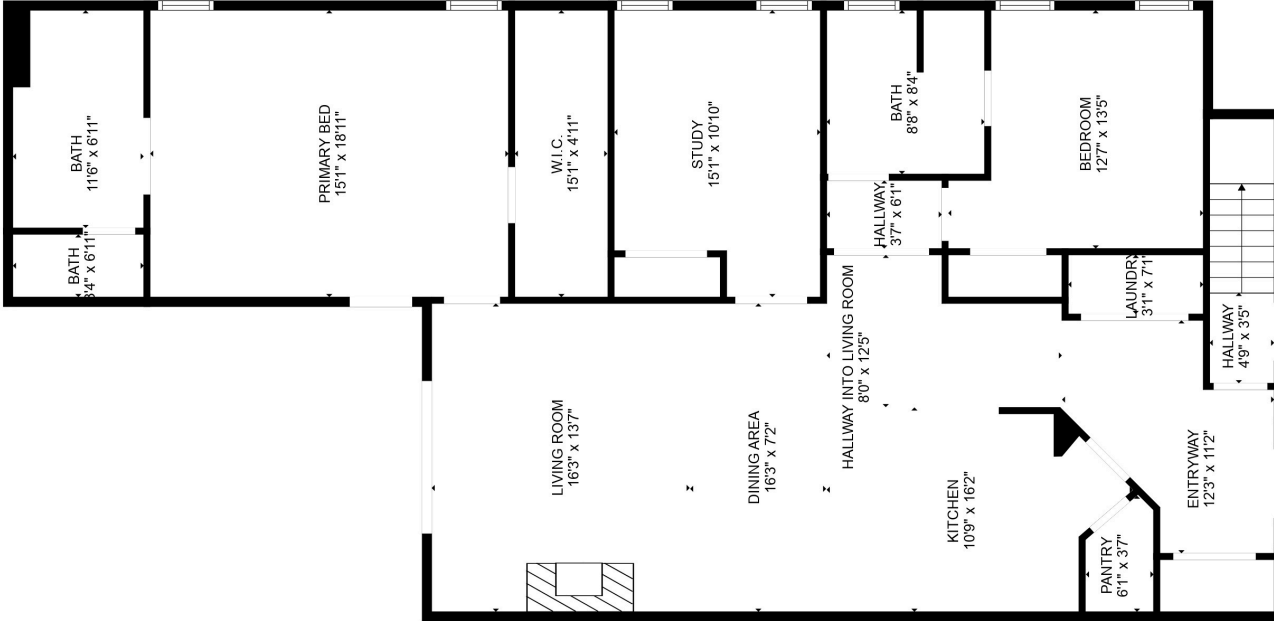 BATH
11'6" x 6'11"
PRIMARY BED
15'1" x 18'11"
W.I.C.
15'1" x 4'11"
STUDY
15'1" x 10'10"
BATH
8'8" x 8'4"
BEDROOM
12'7" x 13'5"
HALLWAY
3'7" x 6'1"
BATH
3'4" x 6'11"
LAUNDRY
3'1" x 7'1"
HALLWAY
4'9" x 3'5"
HALLWAY INTO LIVING ROOM
8'0" x 12'5"
LIVING ROOM
16'3" x 13'7"
DINING AREA
16'3" x 7'2"
KITCHEN
10'9" x 16'2"
ENTRYWAY
12'3" x 11'2"
PANTRY
6'1" x 3'7"